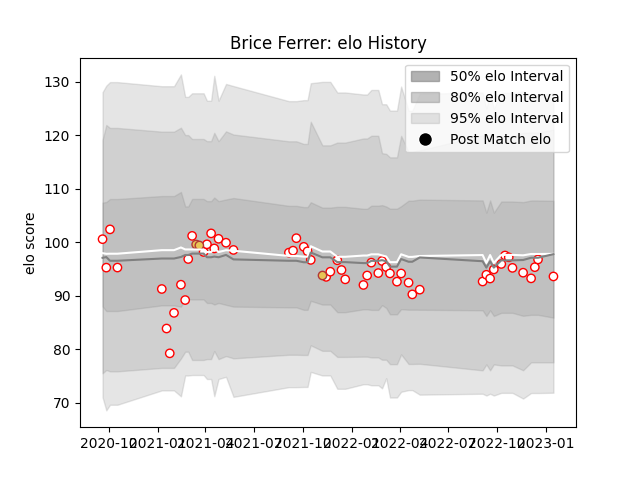 Brice Ferrer: elo History
50% elo Interval
80% elo Interval
95% elo Interval
Post Match elo
elo score
130
120
110
100
90
80
70
2020-10 2021-01 2021-04 2021-07 2021-10 2022-01 2022-04 2022-07 2022-10 2023-01